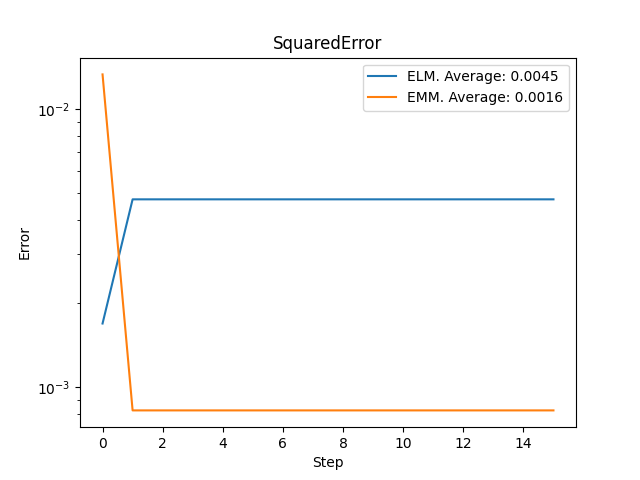 SquaredError
ELM. Average: 0.0045
EMM. Average: 0.0016
10⁻²
10⁻³
Error
0 2 4 6 8 10 12 14
Step